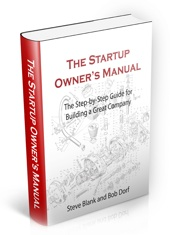 THE STARTUP
OWNER'S MANUAL
The Step-by-Step Guide for
Building a Great Company
Steve Blank and Bob Dorf
THE STARTUP OWNER'S MANUAL